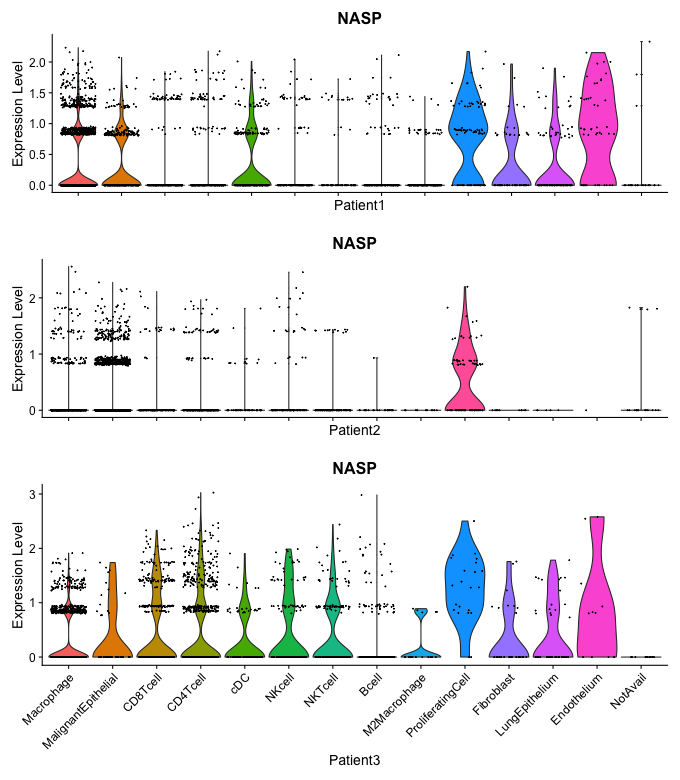 NASP
Expression Level
2.0
1.5
1.0
0.5
0.0
Patient1
NASP
Expression Level
2
1
0
Patient2
NASP
Expression Level
3
2
1
0
Macrophage
MalignantEpithelial
CD8Tcell
CD4Tcell
cDC
NKcell
NKTcell
Bcell
M2Macrophage
ProliferatingCell
Fibroblast
LungEpithelium
Endothelium
NotAvail
Patient3